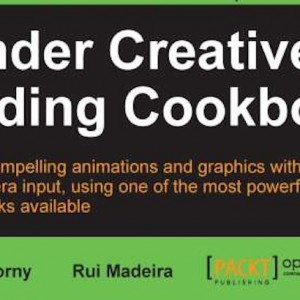 nder Creative
ding Cookbo
mpelling animations and graphics with
era input, using one of the most powerf
ks available
orny Rui Madeira [PACKT] op
PUBLISHING